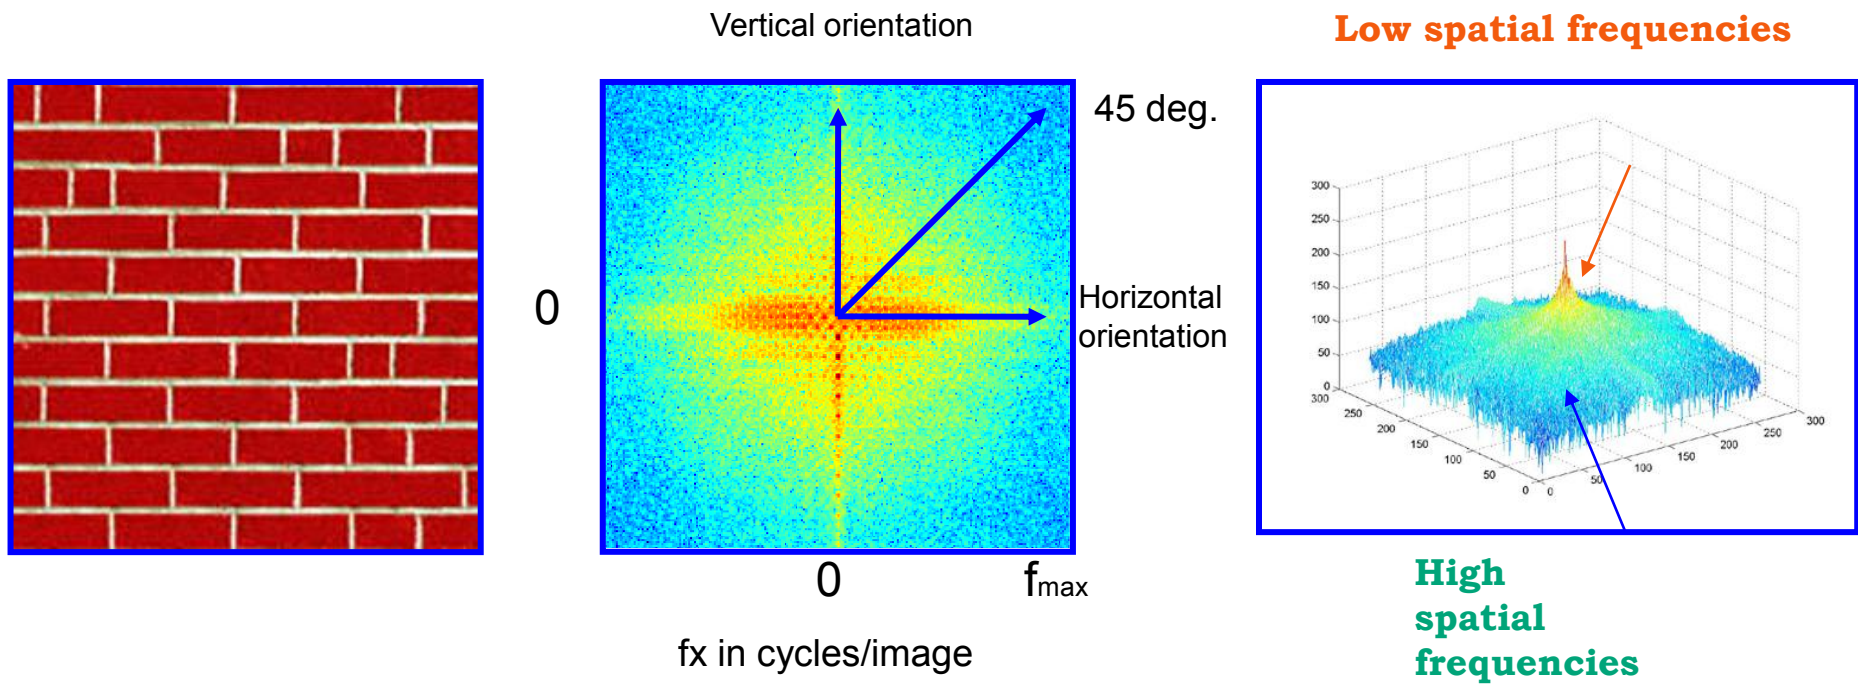 Vertical orientation
Low spatial frequencies
45 deg.
0
Horizontal
orientation
0
fmax
fx in cycles/image
300
250
200
150
100
50
0
300
250
200
150
100
50
0
0
50
100
150
200
250
300
High
spatial
frequencies